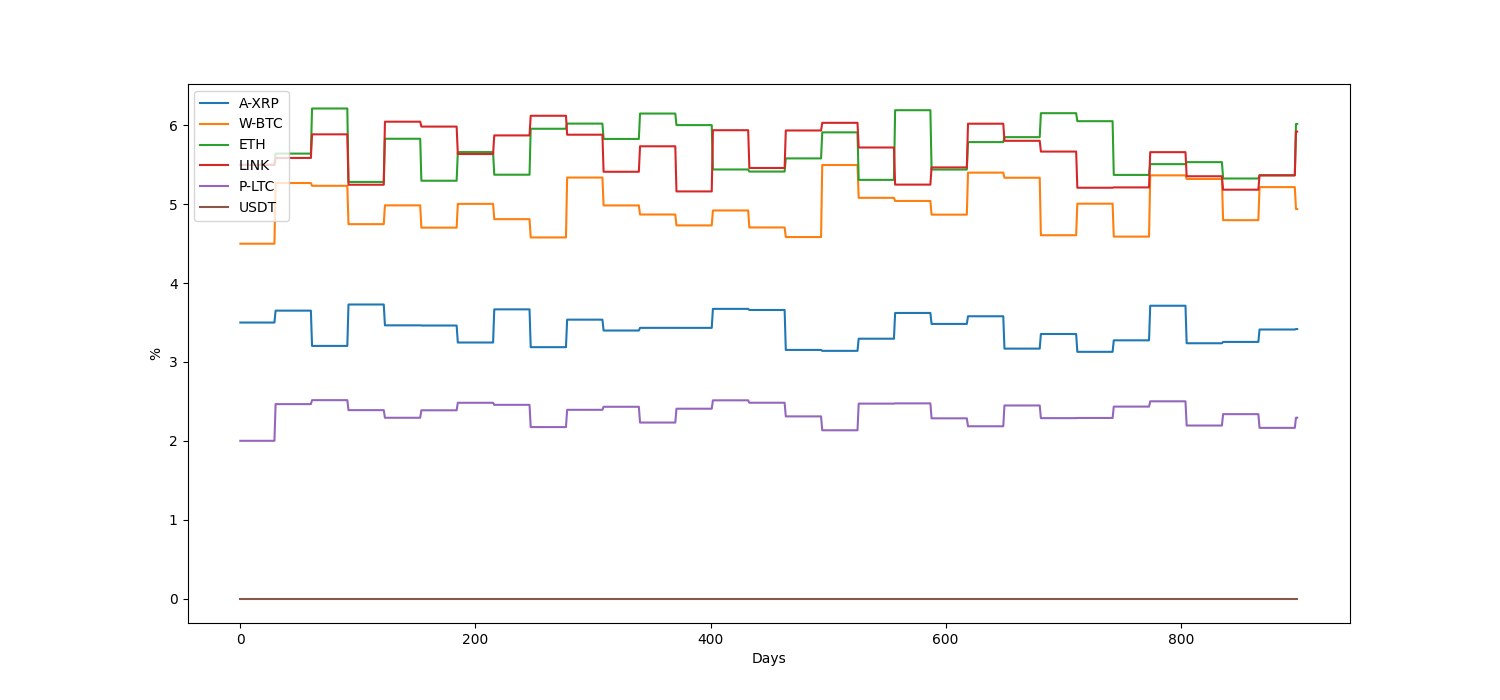 A-XRP
W-BTC
ETH
LINK
P-LTC
USDT
6
5
4
3
2
1
0
%
0 200 400 600 800
Days